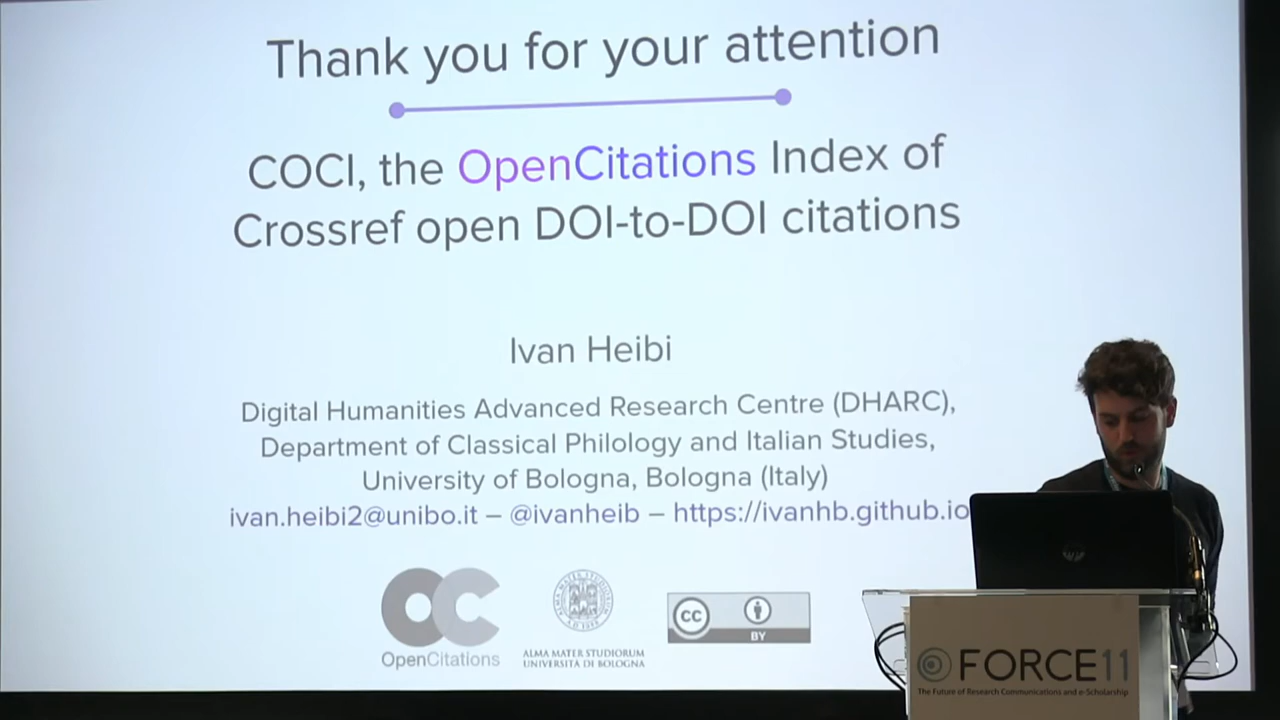 Thank you for your attention
COCI, the OpenCitations Index of
Crossref open DOI-to-DOI citations
Ivan Heibi
Digital Humanities Advanced Research Centre (DHARC),
Department of Classical Philology and Italian Studies,
University of Bologna, Bologna (Italy)
ivan.heibi2@unibo.it – @ivanheib – https://ivanhb.github.io
OpenCitations
ALMA MATER STUDIORUM
UNIVERSITÀ DI BOLOGNA
CC
BY
hp
FORCE11
The Future of Research Communications and e-Scholarship